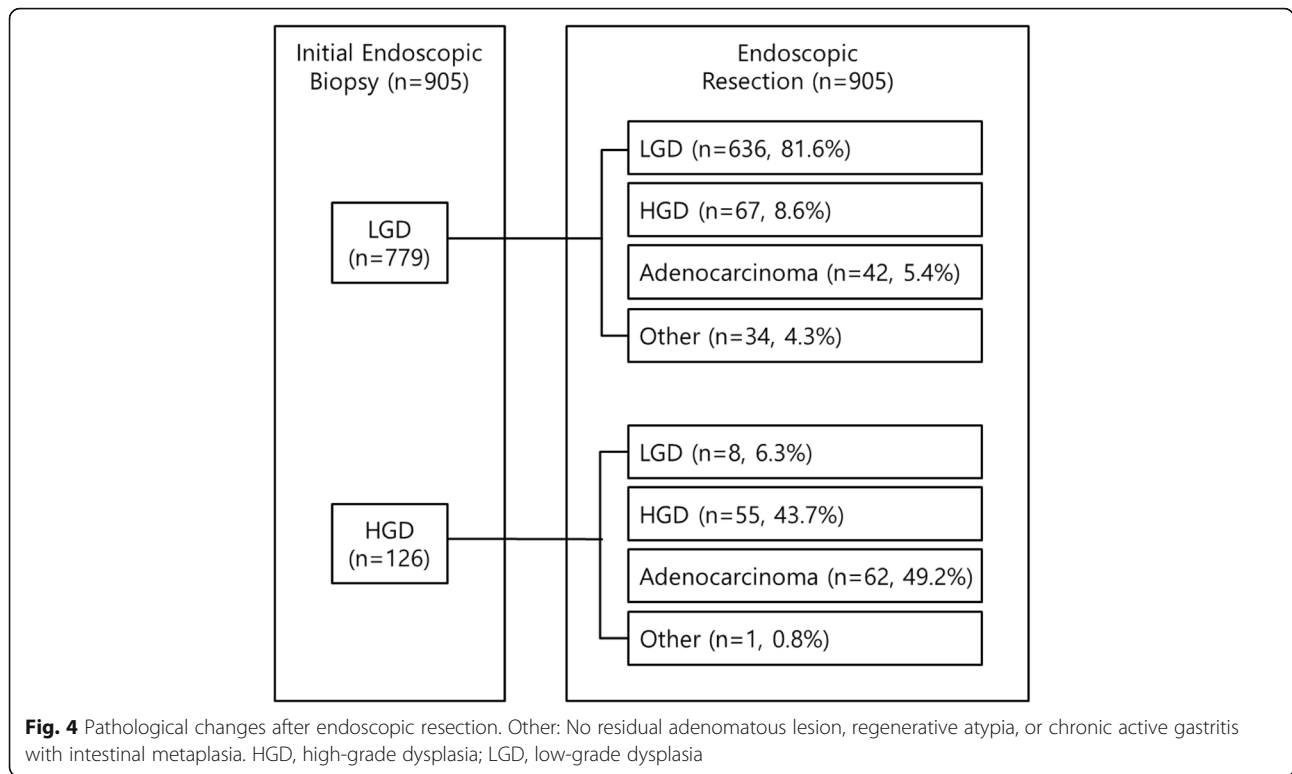 Initial Endoscopic
Biopsy (n=905)
Endoscopic
Resection (n=905)
LGD
(n=779)
LGD (n=636, 81.6%)
HGD (n=67, 8.6%)
Adenocarcinoma (n=42, 5.4%)
Other (n=34, 4.3%)
HGD
(n=126)
LGD (n=8, 6.3%)
HGD (n=55, 43.7%)
Adenocarcinoma (n=62, 49.2%)
Other (n=1, 0.8%)
Fig. 4 Pathological changes after endoscopic resection. Other: No residual adenomatous lesion, regenerative atypia, or chronic active gastritis
with intestinal metaplasia. HGD, high-grade dysplasia; LGD, low-grade dysplasia